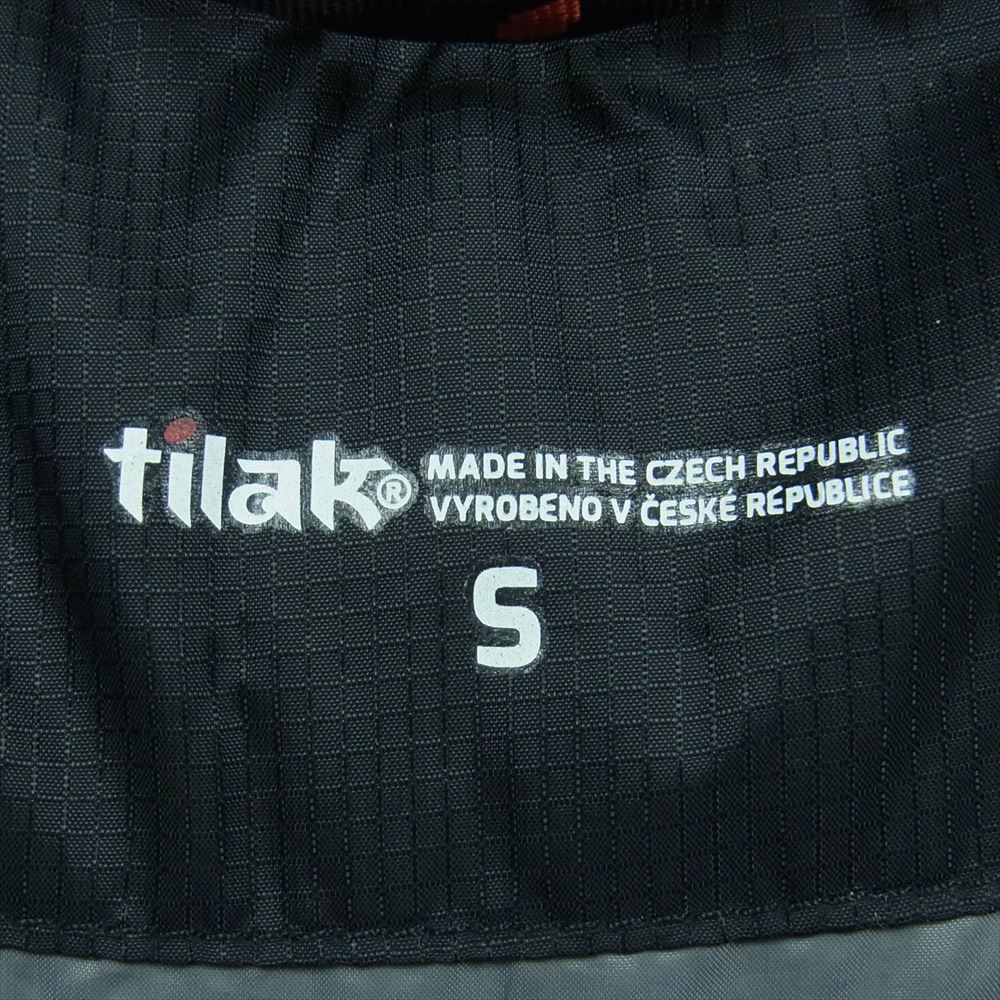 tilak® MADE IN THE CZECH REPUBLIC
VYROBENO V ČESKÉ REPUBLICE
S